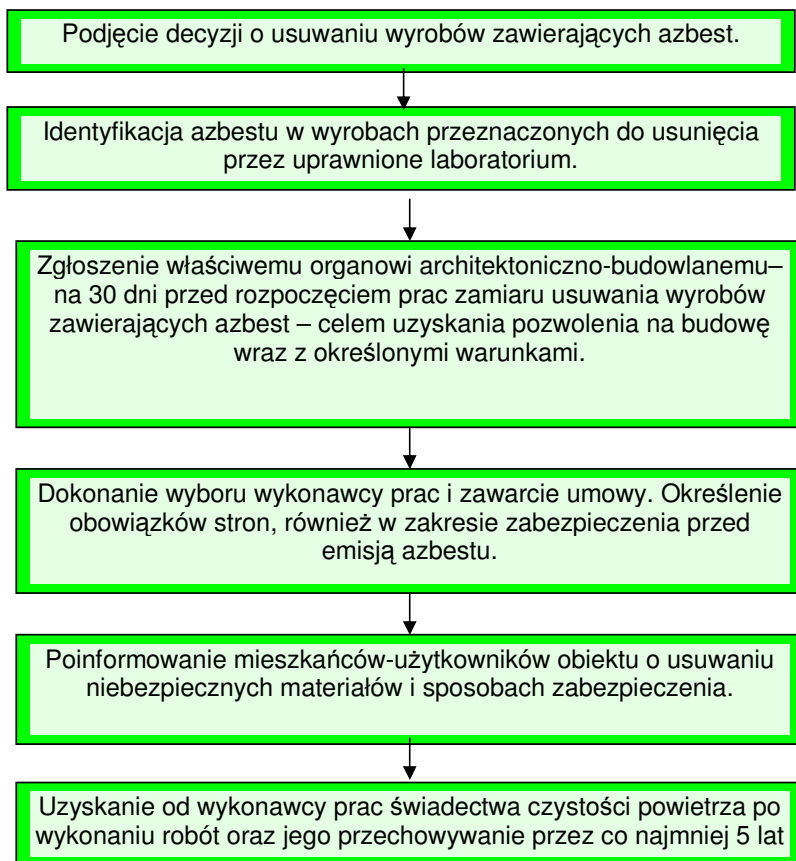 Podjęcie decyzji o usuwaniu wyrobów zawierających azbest.
Identyfikacja azbestu w wyrobach przeznaczonych do usunięcia
przez uprawnione laboratorium.
Zgłoszenie właściwemu organowi architektoniczno-budowlanemu–
na 30 dni przed rozpoczęciem prac zamiaru usuwania wyrobów
zawierających azbest – celem uzyskania pozwolenia na budowę
wraz z określonymi warunkami.
Dokonanie wyboru wykonawcy prac i zawarcie umowy. Określenie
obowiązków stron, również w zakresie zabezpieczenia przed
emisją azbestu.
Poinformowanie mieszkańców-użytkowników obiektu o usuwaniu
niebezpiecznych materiałów i sposobach zabezpieczenia.
Uzyskanie od wykonawcy prac świadectwa czystości powietrza po
wykonaniu robót oraz jego przechowywanie przez co najmniej 5 lat